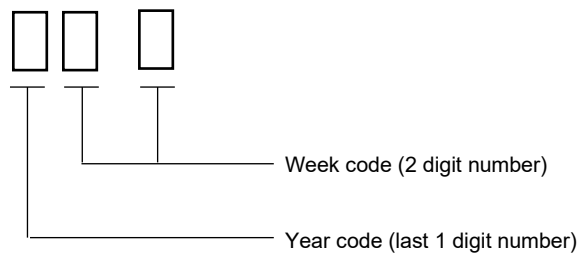 Week code (2 digit number)
Year code (last 1 digit number)